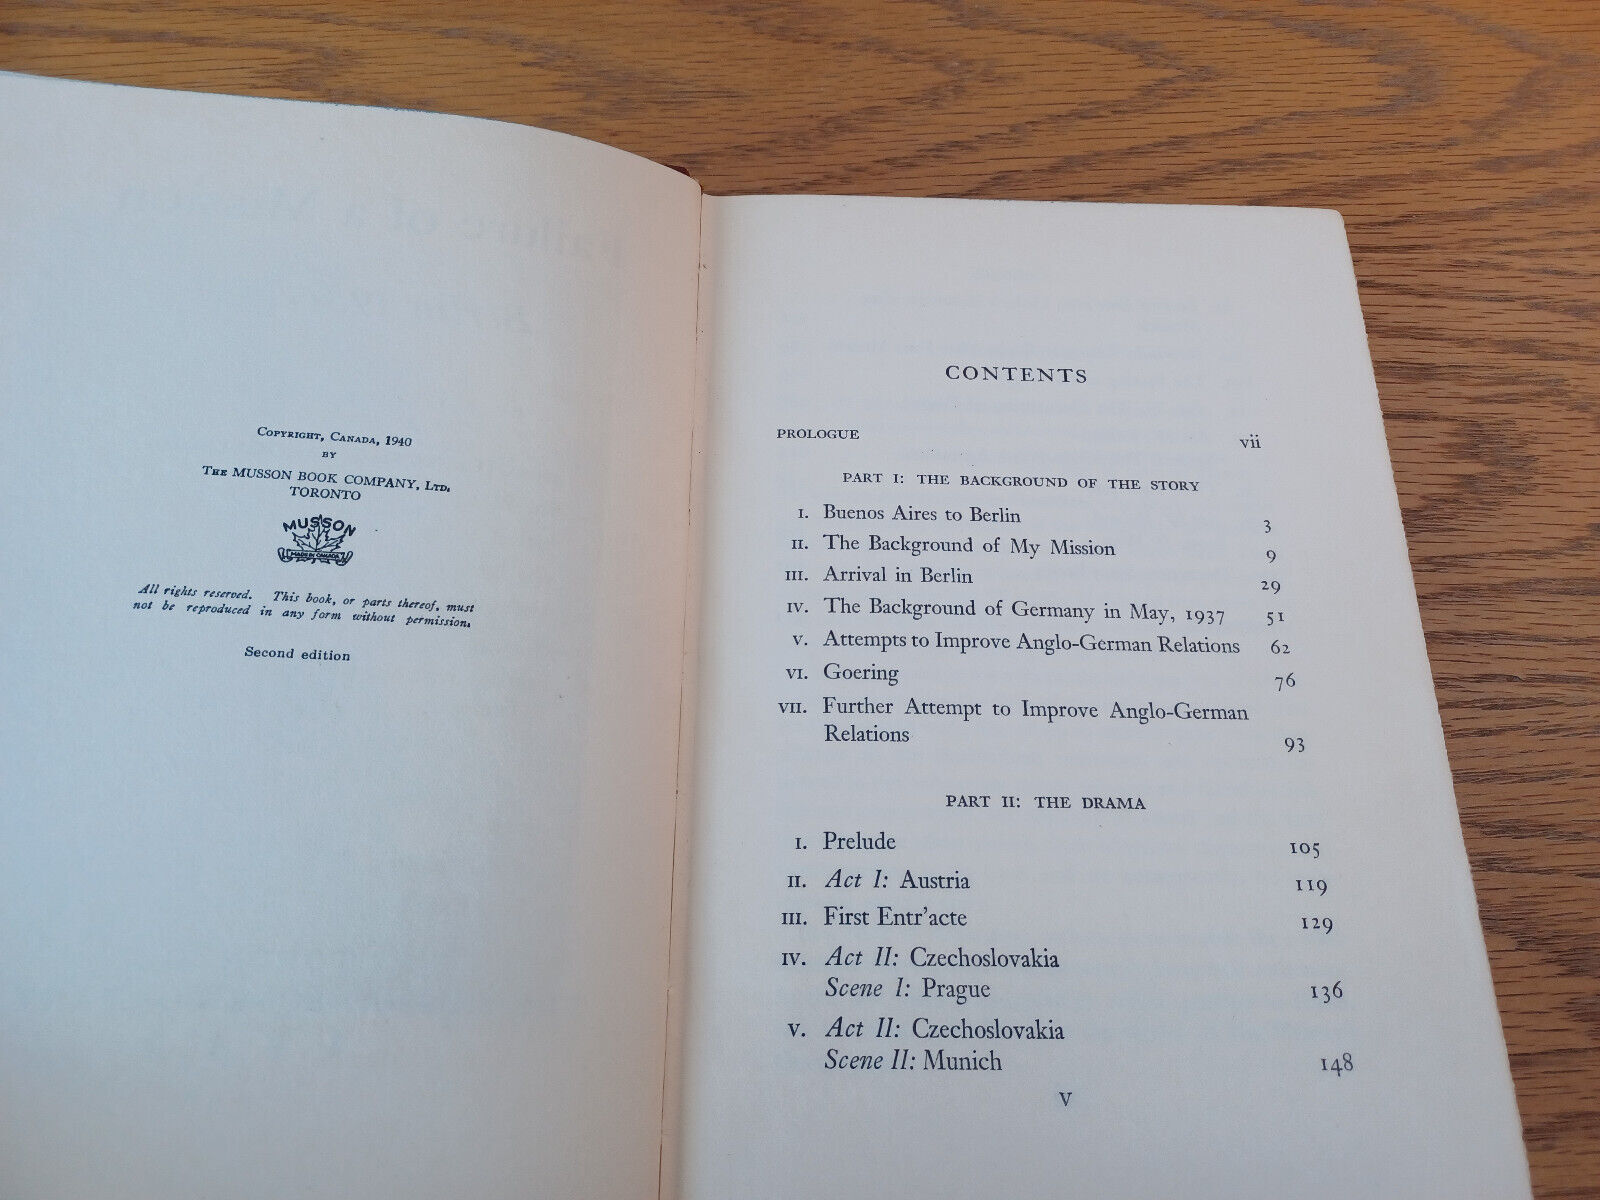 COPYRIGHT, CANADA, 1940
BY
THE MUSSON BOOK COMPANY, LTD.
TORONTO
MUSSON
MADE IN CANADA
All rights reserved. This book, or parts thereof, must
not be reproduced in any form without permission.
Second edition
CONTENTS
PROLOGUE vii
PART I: THE BACKGROUND OF THE STORY
I. Buenos Aires to Berlin 3
II. The Background of My Mission 9
III. Arrival in Berlin 29
IV. The Background of Germany in May, 1937 51
V. Attempts to Improve Anglo-German Relations 62
VI. Goering 76
VII. Further Attempt to Improve Anglo-German
Relations 93
PART II: THE DRAMA
I. Prelude 105
II. Act I: Austria 119
III. First Entr'acte 129
IV. Act II: Czechoslovakia
Scene I: Prague 136
V. Act II: Czechoslovakia
Scene II: Munich 148
v